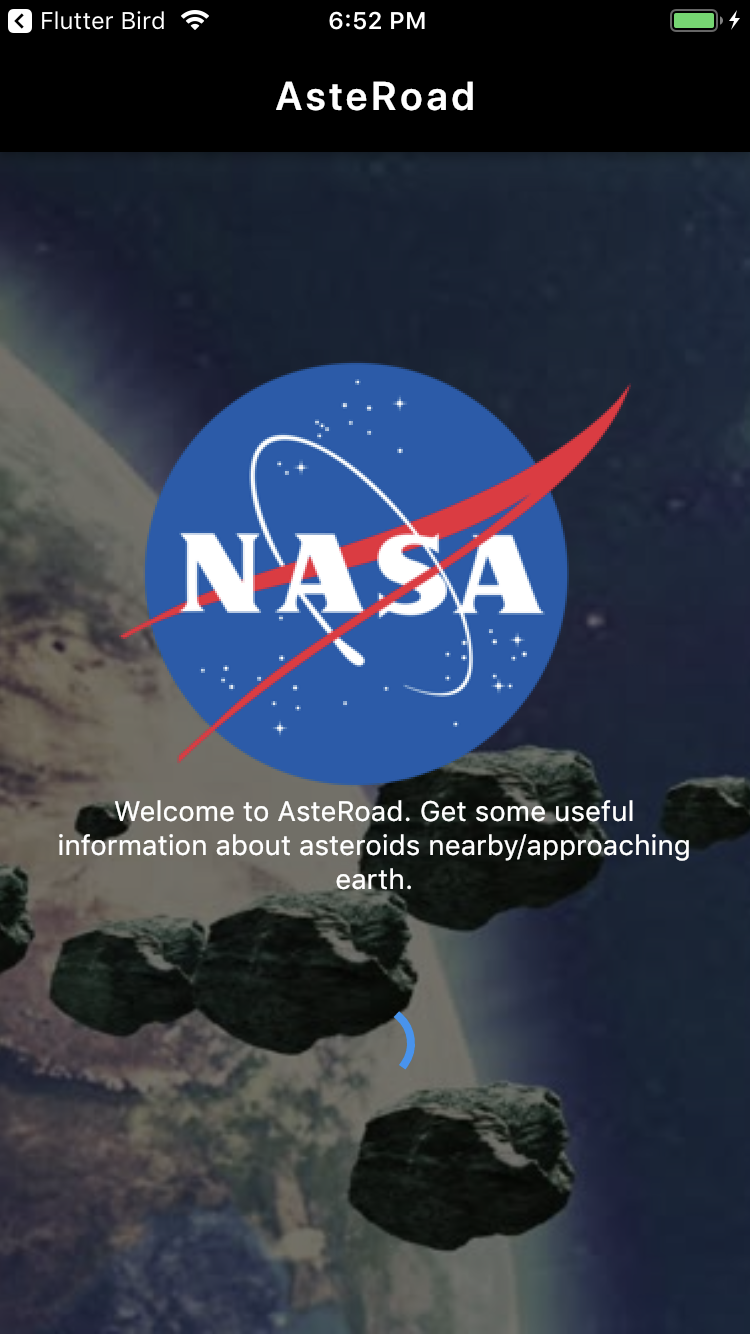 Flutter Bird 6:52 PM
AsteRoad
NASA
Welcome to AsteRoad. Get some useful
information about asteroids nearby/approaching
earth.